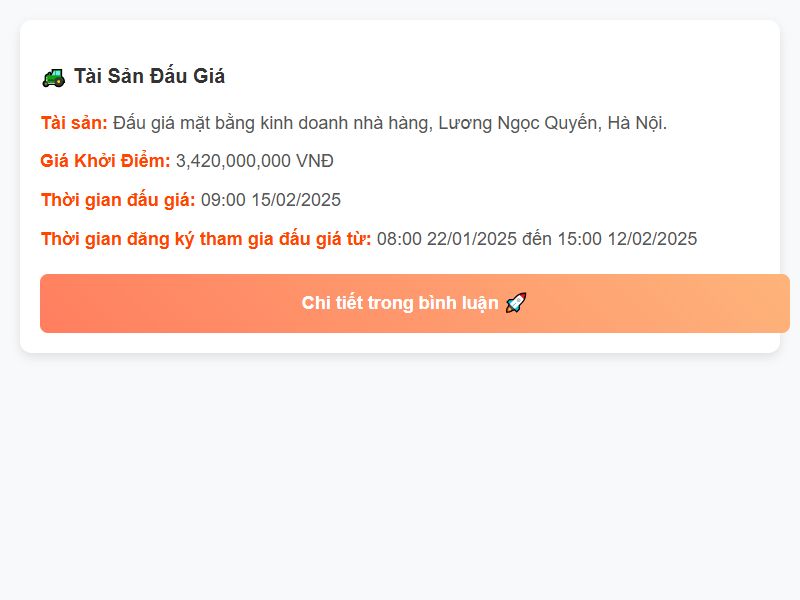 Tài Sản Đấu Giá
Tài sản: Đấu giá mặt bằng kinh doanh nhà hàng, Lương Ngọc Quyến, Hà Nội.
Giá Khởi Điểm: 3,420,000,000 VNĐ
Thời gian đấu giá: 09:00 15/02/2025
Thời gian đăng ký tham gia đấu giá từ: 08:00 22/01/2025 đến 15:00 12/02/2025
Chi tiết trong bình luận 🚀